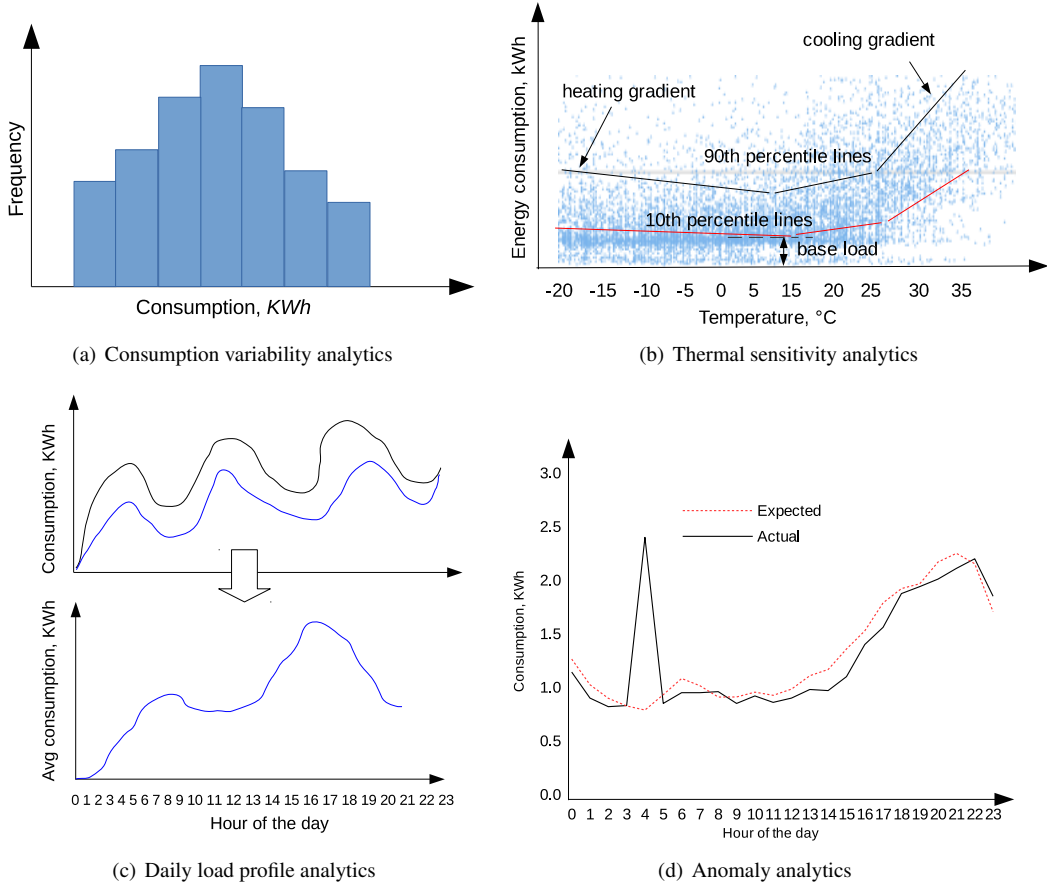 Frequency
Consumption, KWh
(a) Consumption variability analytics
Energy consumption, kWh
cooling gradient
heating gradient
90th percentile lines
10th percentile lines
base load
-20 -15 -10 -5 0 5 15 25 35
Temperature, °C
(b) Thermal sensitivity analytics
Consumption, KWh
Avg consumption, KWh
0 1 2 3 4 5 6 7 8 9 10 11 12 13 14 15 16 17 18 19 20 21 22 23
Hour of the day
(c) Daily load profile analytics
Consumption, KWh
3.0
2.5
2.0
1.5
1.0
0.5
0.0
Expected
Actual
0 1 2 3 4 5 6 7 8 9 10 11 12 13 14 15 16 17 18 19 20 21 22 23
Hour of the day
(d) Anomaly analytics